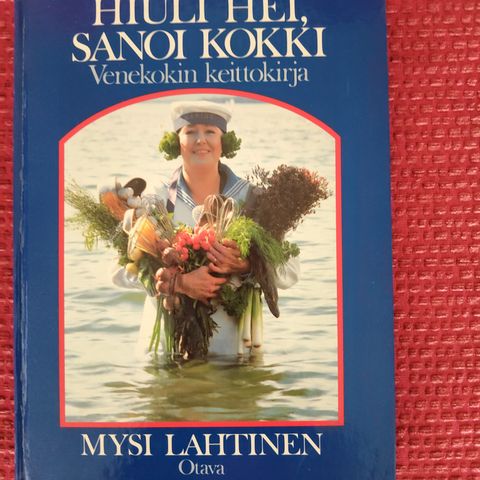 HIULI HEI,
SANOI KOKKI
Venekokin keittokirja
MYSI LAHTINEN
Otava